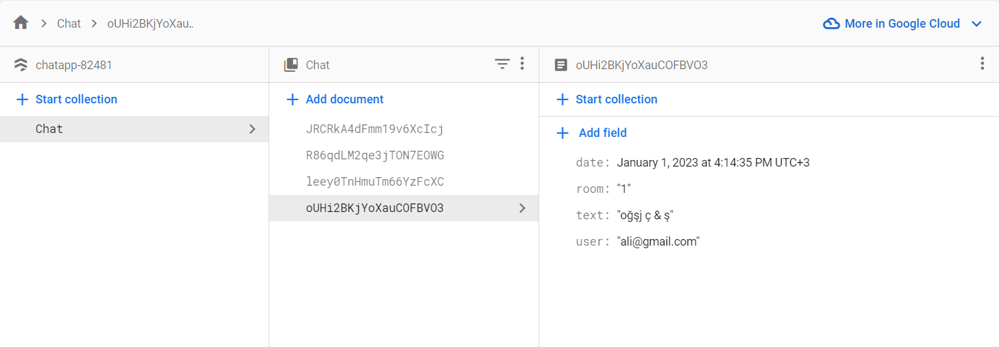 Chat oUHi2BKjYoXau..
More in Google Cloud
chatapp-82481
Start collection
Chat
Chat
Add document
JRCRkA4dFmm19v6XcIcj
R86qdLM2qe3jTON7EOWG
leey0TnHmuTm66YzFcXC
oUHi2BKjYoXauCOFBVO3
oUHi2BKjYoXauCOFBVO3
Start collection
Add field
date: January 1, 2023 at 4:14:35 PM UTC+3
room: "1"
text: "oğşj ç & ş"
user: "ali@gmail.com"